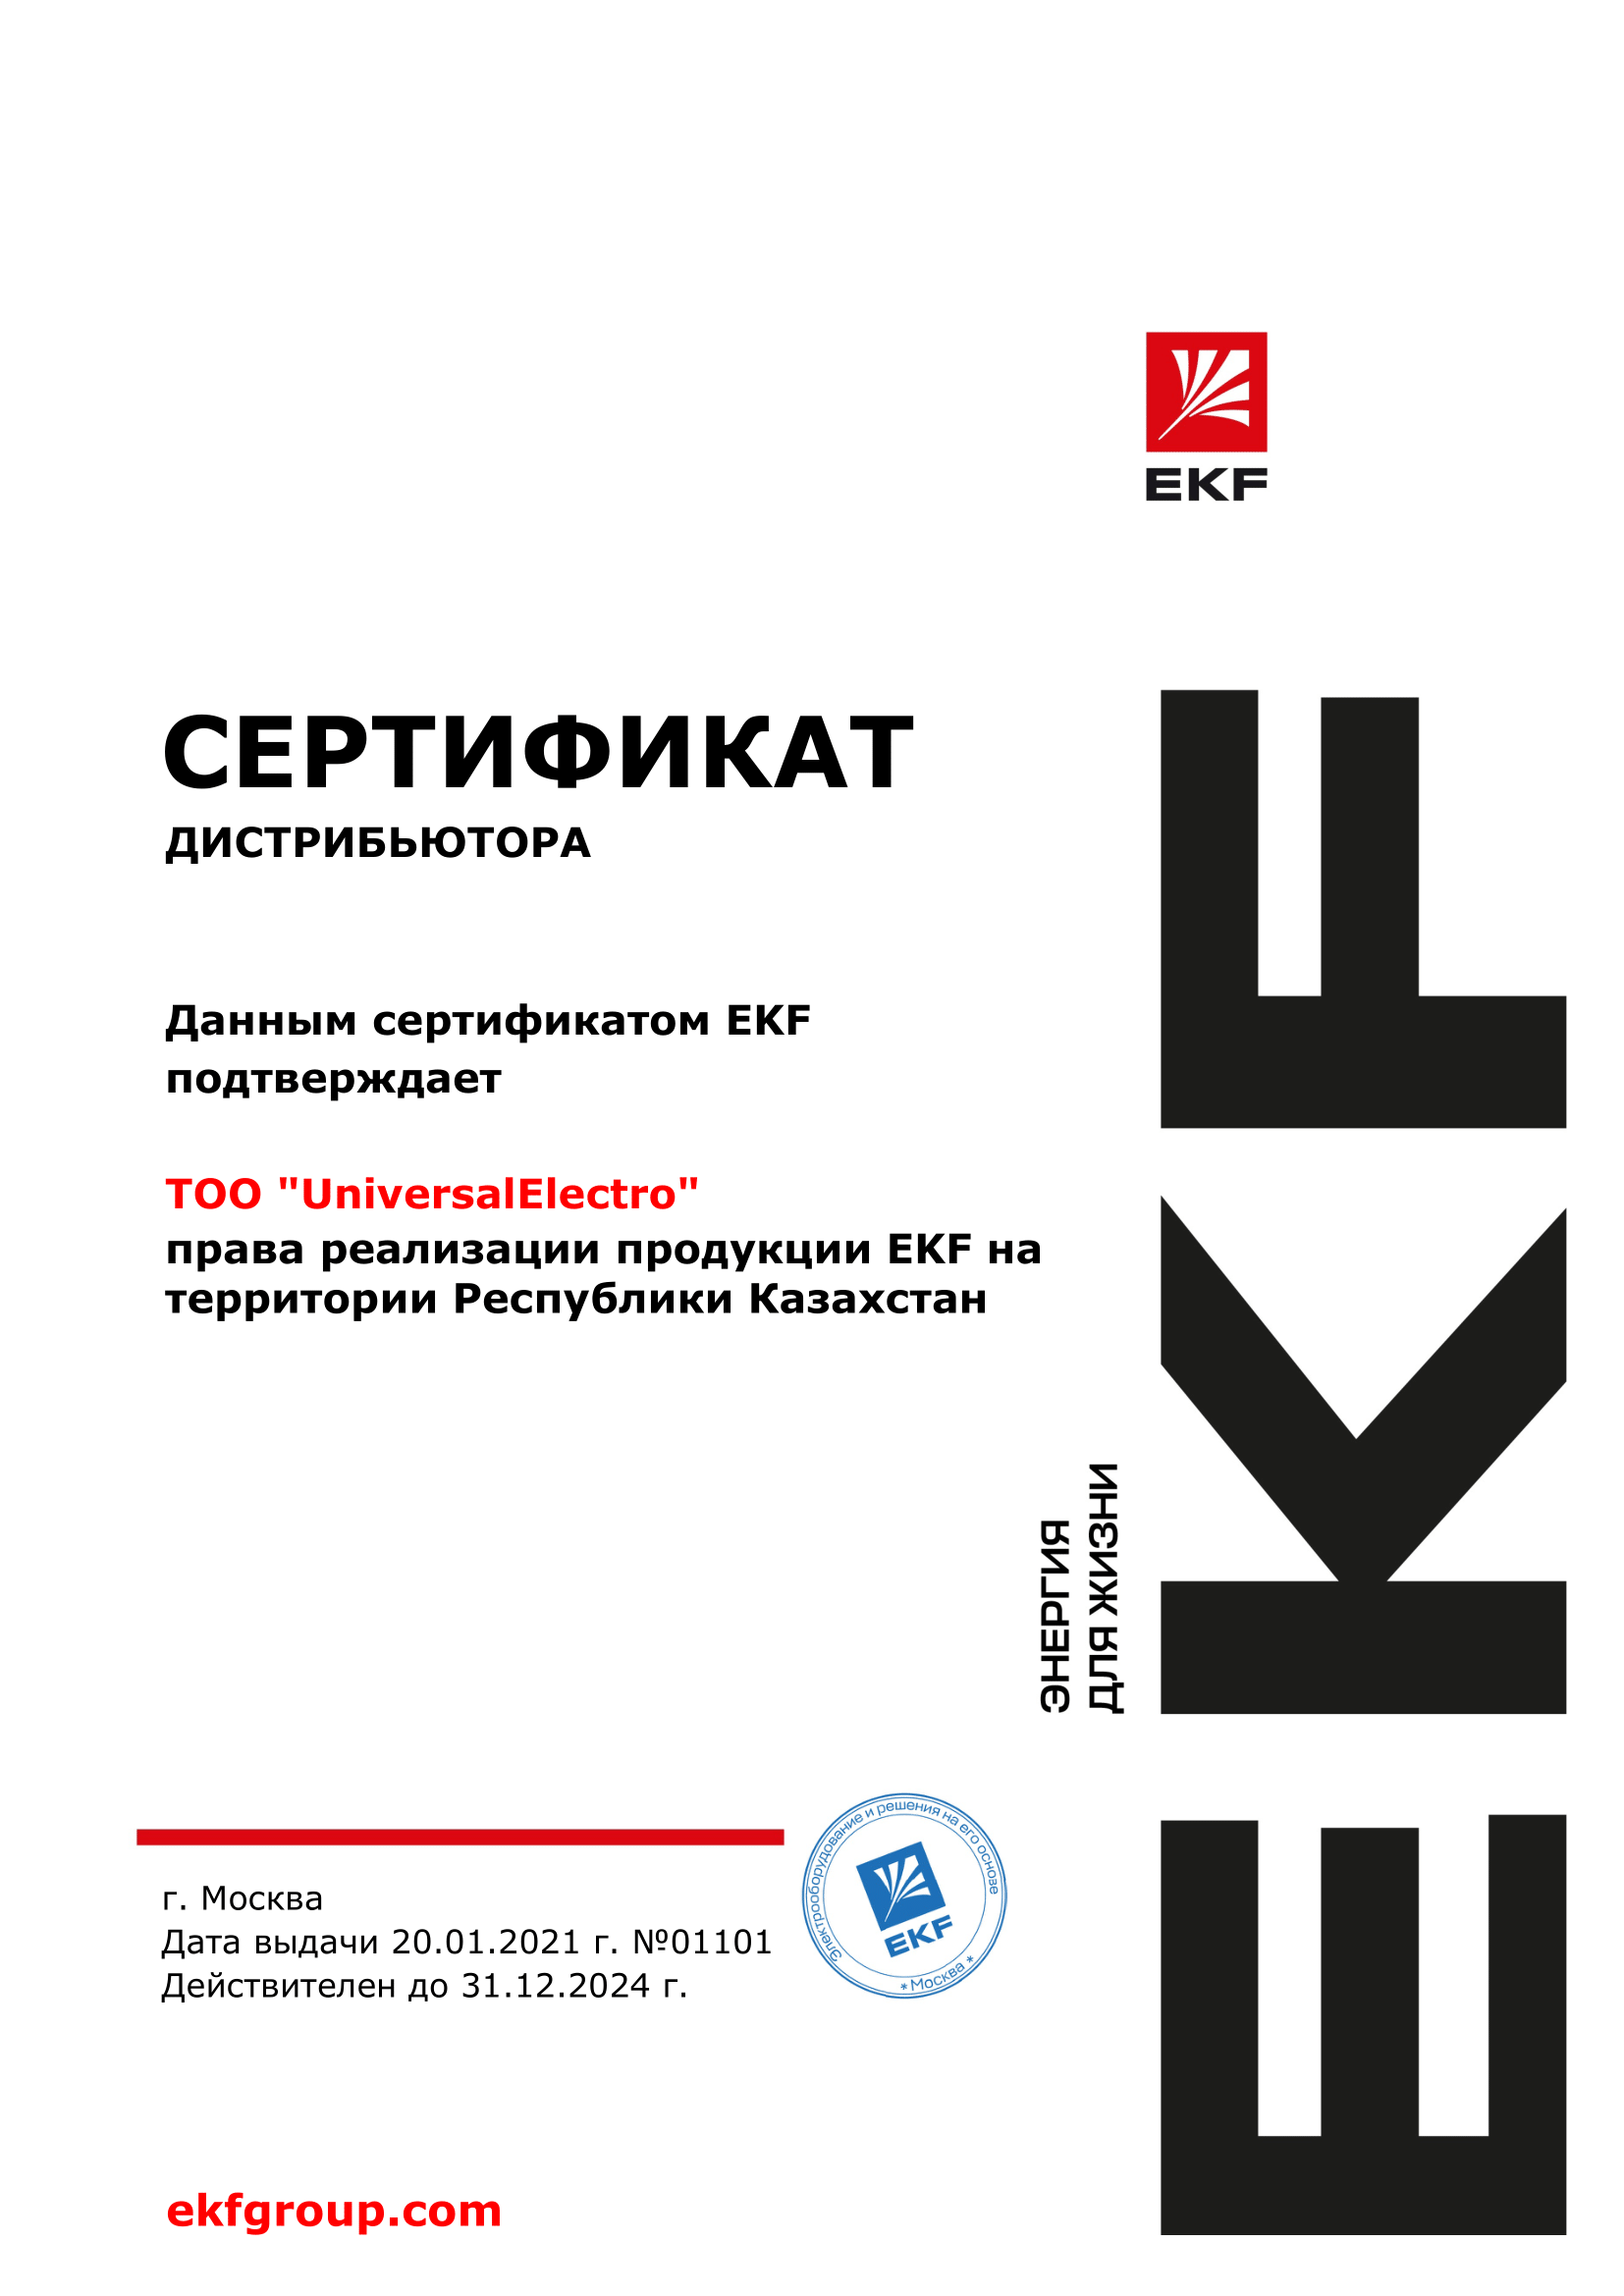 EKF
СЕРТИФИКАТ
ДИСТРИБЬЮТОРА
Данным сертификатом EKF
подтверждает
ТОО "UniversalElectro"
права реализации продукции EKF на
территории Республики Казахстан
ЭНЕРГИЯ
ДЛЯ ЖИЗНИ
EKF
г. Москва
Дата выдачи 20.01.2021 г. №01101
Действителен до 31.12.2024 г.
Электрооборудование и решения на его основе
EKF
* Москва *
ekfgroup.com